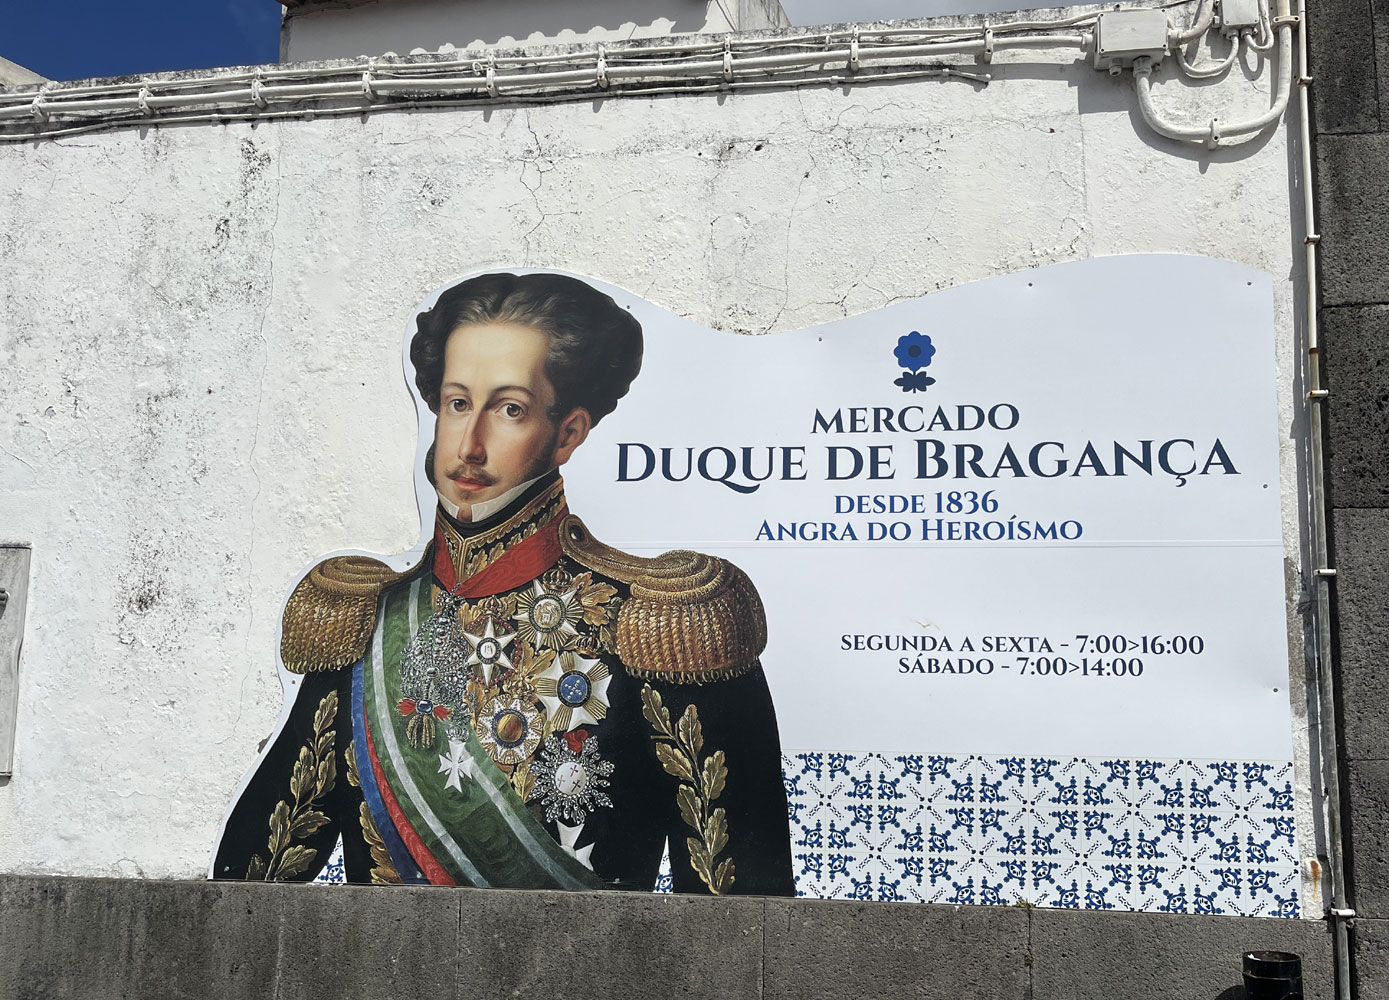 MERCADO
DUQUE DE BRAGANÇA
DESDE 1836
ANGRA DO HEROÍSMO
SEGUNDA A SEXTA - 7:00>16:00
SÁBADO - 7:00>14:00